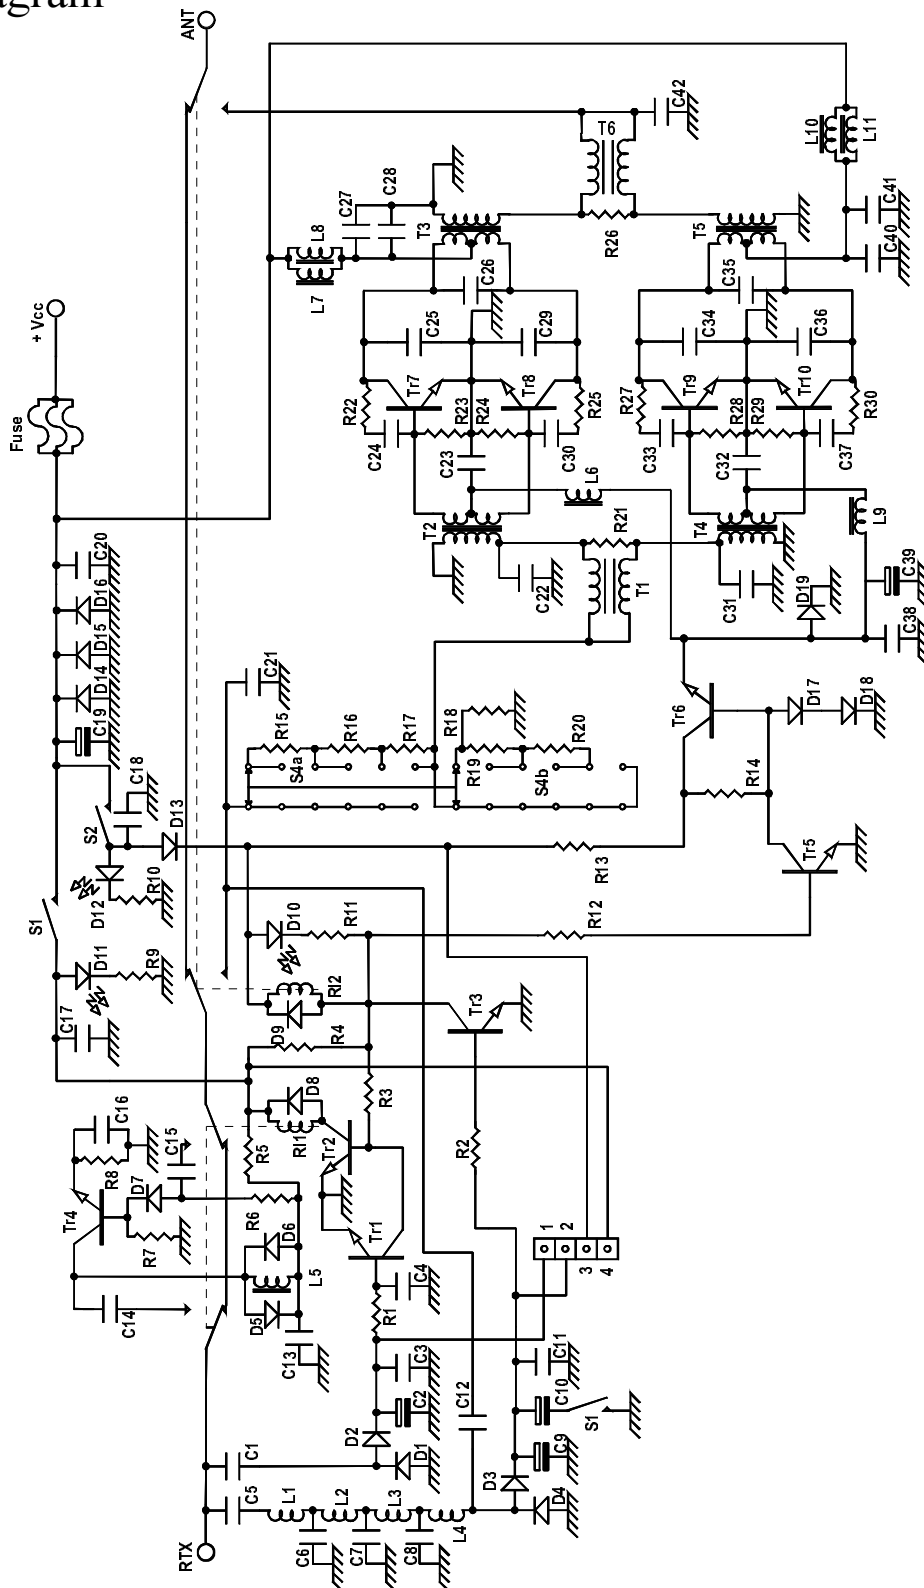 agram
ANT
+ Vcc
Fuse
C20
D16
D15
D14
C19
C18
S2
D13
D12
R10
S1
D11
R9
C17
C16
R8
D7
C15
Tr4
R7
C14
C42
T6
L10
L11
C41
C40
C28
C27
T3
L8
L7
R26
T5
C26
C35
C25
C29
C34
C36
Tr7
Tr8
Tr9
Tr10
R22
R23
R24
R25
R27
R28
R29
R30
C24
C23
C30
C33
C32
C37
L6
T2
R21
T4
L9
C22
T1
C31
D19
C39
C38
C21
R15
R16
R17
R18
R19
R20
S4a
S4b
Tr6
D17
D18
R14
R13
Tr5
R12
D10
R11
Rl2
D9
R4
Tr3
D8
R3
Rl1
Tr2
R5
R2
R6
D6
Tr1
L5
D5
C4
R1
1
2
3
4
C13
C3
C2
C12
C11
C10
S1
C9
D2
D1
D3
D4
C1
C5
L1
L2
L3
L4
C6
C7
C8
RTX